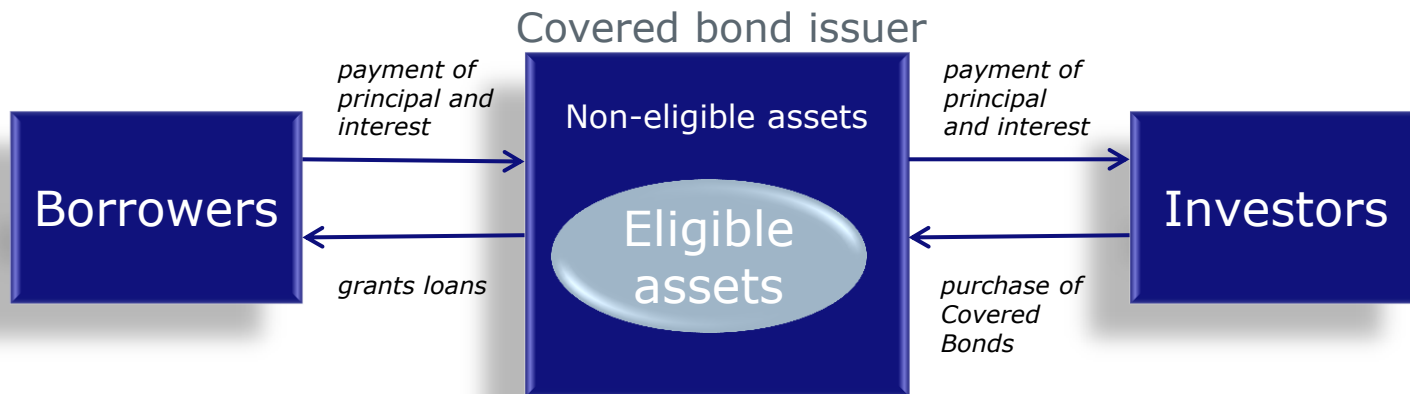 Covered bond issuer
payment of
principal and
interest
payment of
principal
and interest
Non-eligible assets
Borrowers
Eligible
assets
Investors
grants loans
purchase of
Covered
Bonds